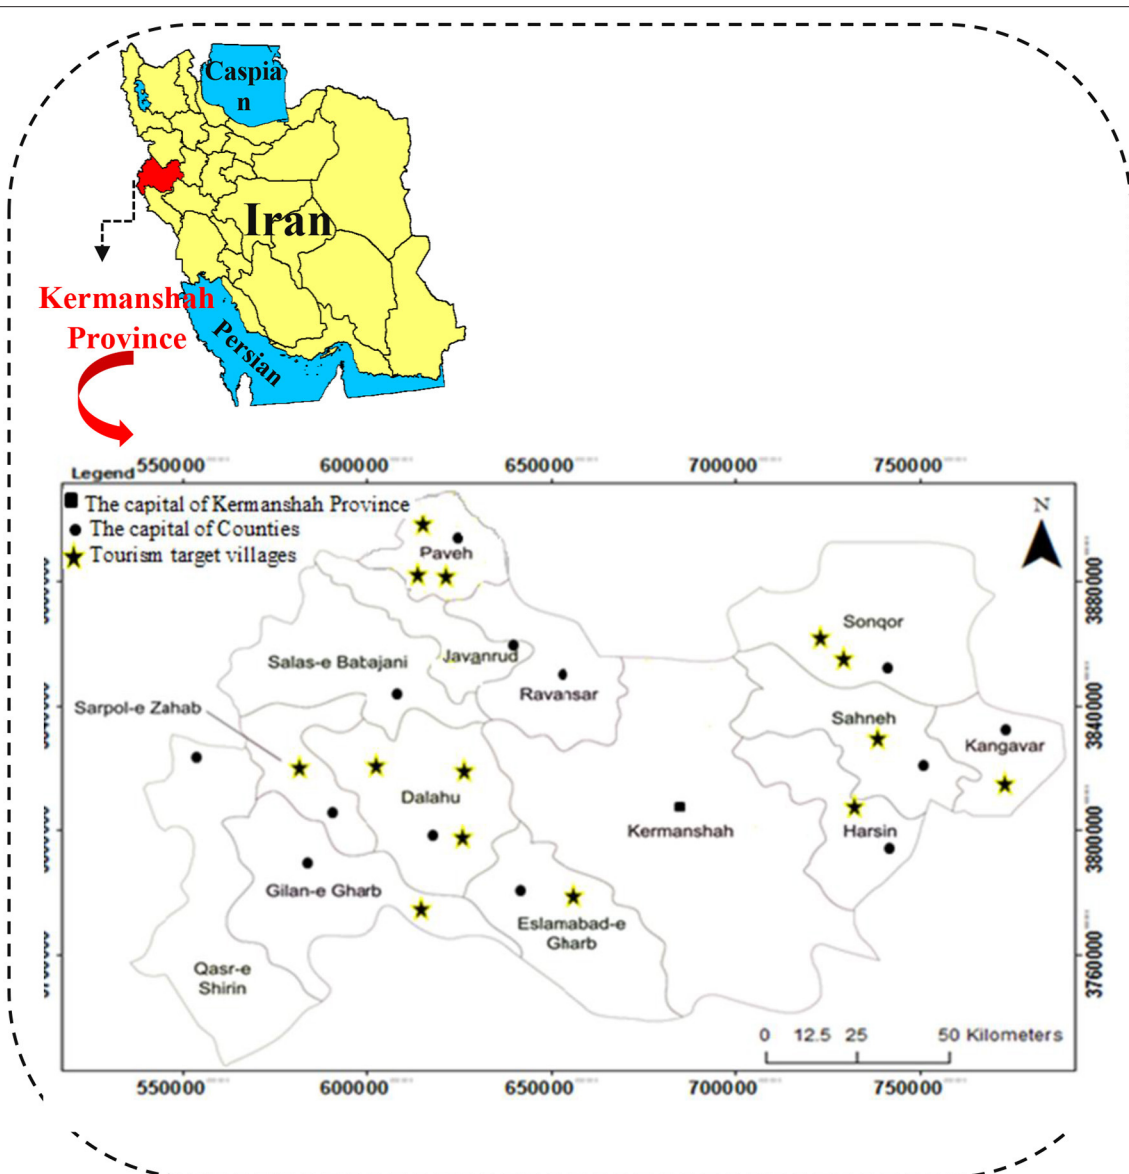 Caspia
n
Iran
Kermanshah
Province
Persian
Legend
550000
600000
650000
700000
750000
The capital of Kermanshah Province
The capital of Counties
Tourism target villages
N
Paveh
3880000
Sonqor
Javanrud
Salas-e Babajani
Ravansar
Sarpol-e Zahab
Sahneh
3840000
Kangavar
Dalahu
Kermanshah
Harsin
3800000
Gilan-e Gharb
Eslamabad-e
Gharb
Qasr-e
Shirin
3760000
0 12.5 25 50 Kilometers
550000
600000
650000
700000
750000